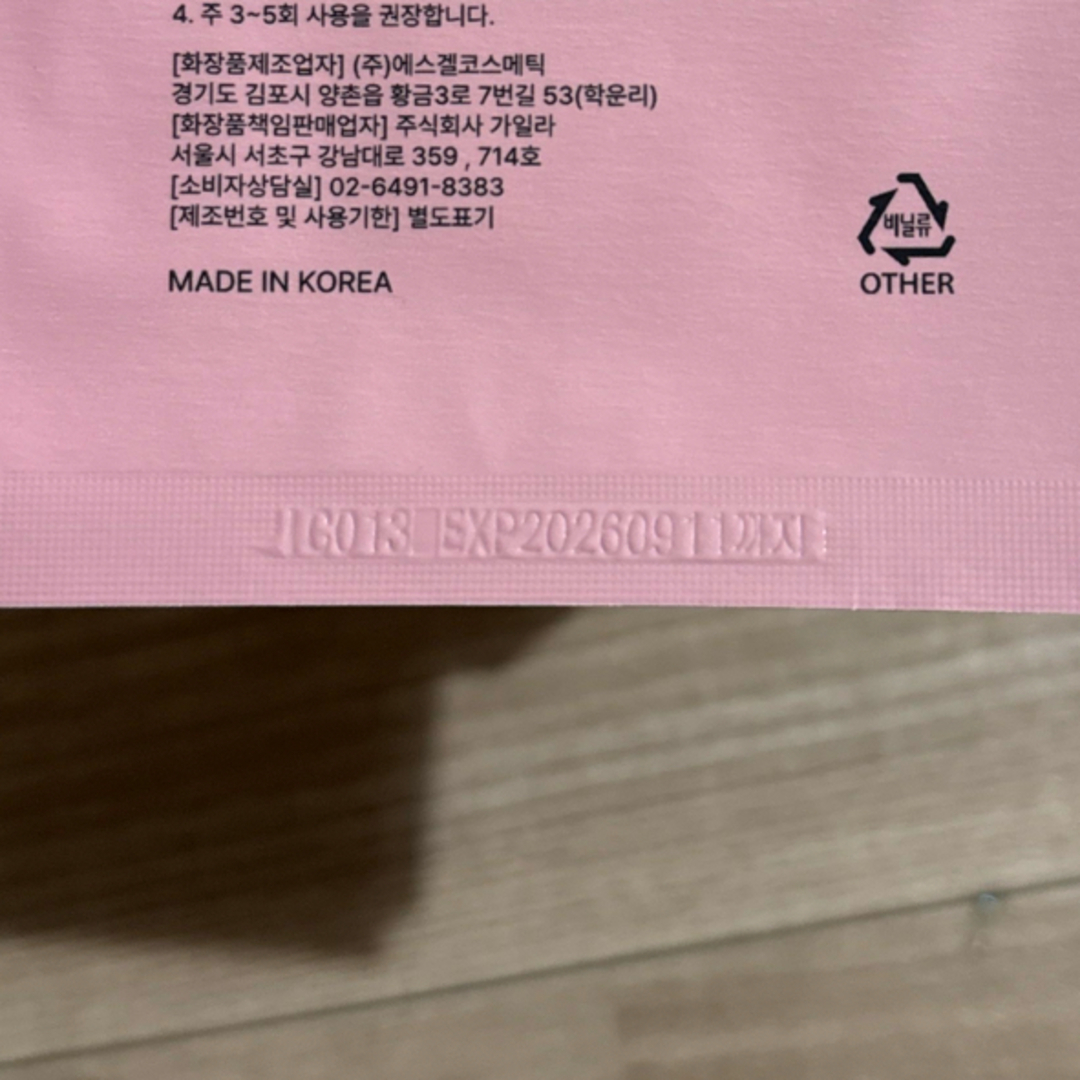 4. 주 3~5회 사용을 권장합니다.
[화장품제조업자] (주)에스겔코스메틱
경기도 김포시 양촌읍 황금3로 7번길 53(학운리)
[화장품책임판매업자] 주식회사 가일라
서울시 서초구 강남대로 359 , 714호
[소비자상담실] 02-6491-8383
[제조번호 및 사용기한] 별도표기
MADE IN KOREA
비닐류
OTHER
EXP20260911까지